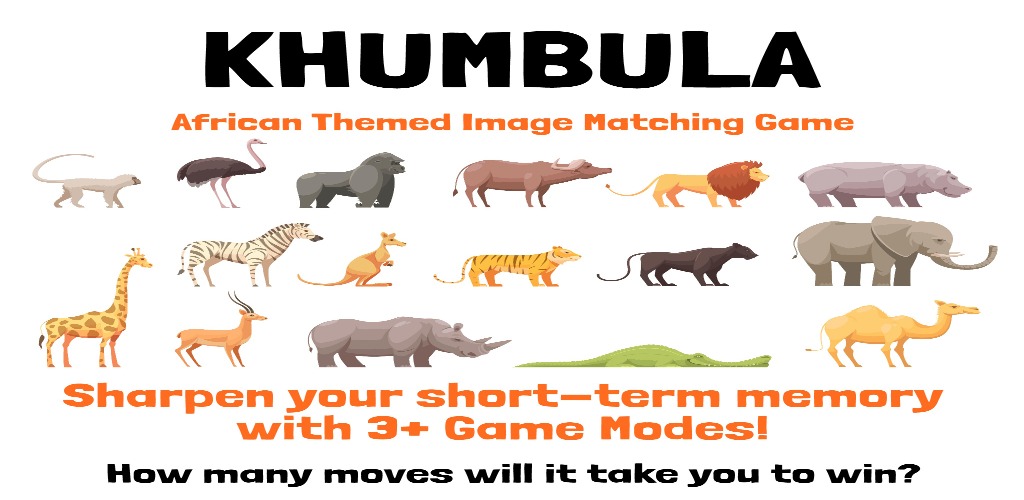 KHUMBULA
African Themed Image Matching Game
Sharpen your short-term memory
with 3+ Game Modes!
How many moves will it take you to win?